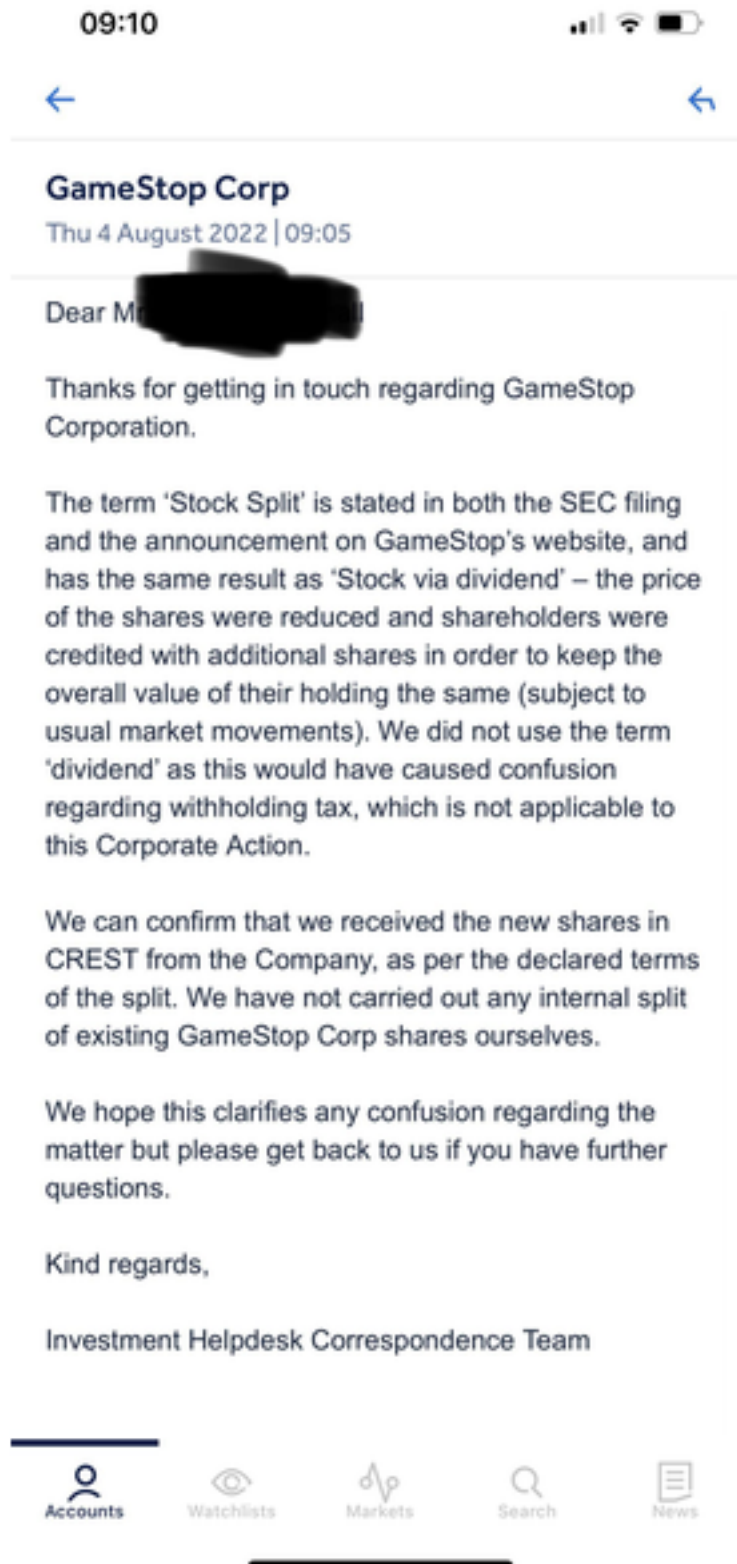 09:10
GameStop Corp
Thu 4 August 2022 | 09:05
Dear Mr
Thanks for getting in touch regarding GameStop
Corporation.
The term ‘Stock Split’ is stated in both the SEC filing
and the announcement on GameStop’s website, and
has the same result as ‘Stock via dividend’ – the price
of the shares were reduced and shareholders were
credited with additional shares in order to keep the
overall value of their holding the same (subject to
usual market movements). We did not use the term
‘dividend’ as this would have caused confusion
regarding withholding tax, which is not applicable to
this Corporate Action.
We can confirm that we received the new shares in
CREST from the Company, as per the declared terms
of the split. We have not carried out any internal split
of existing GameStop Corp shares ourselves.
We hope this clarifies any confusion regarding the
matter but please get back to us if you have further
questions.
Kind regards,
Investment Helpdesk Correspondence Team
Accounts Watchlists Markets Search News